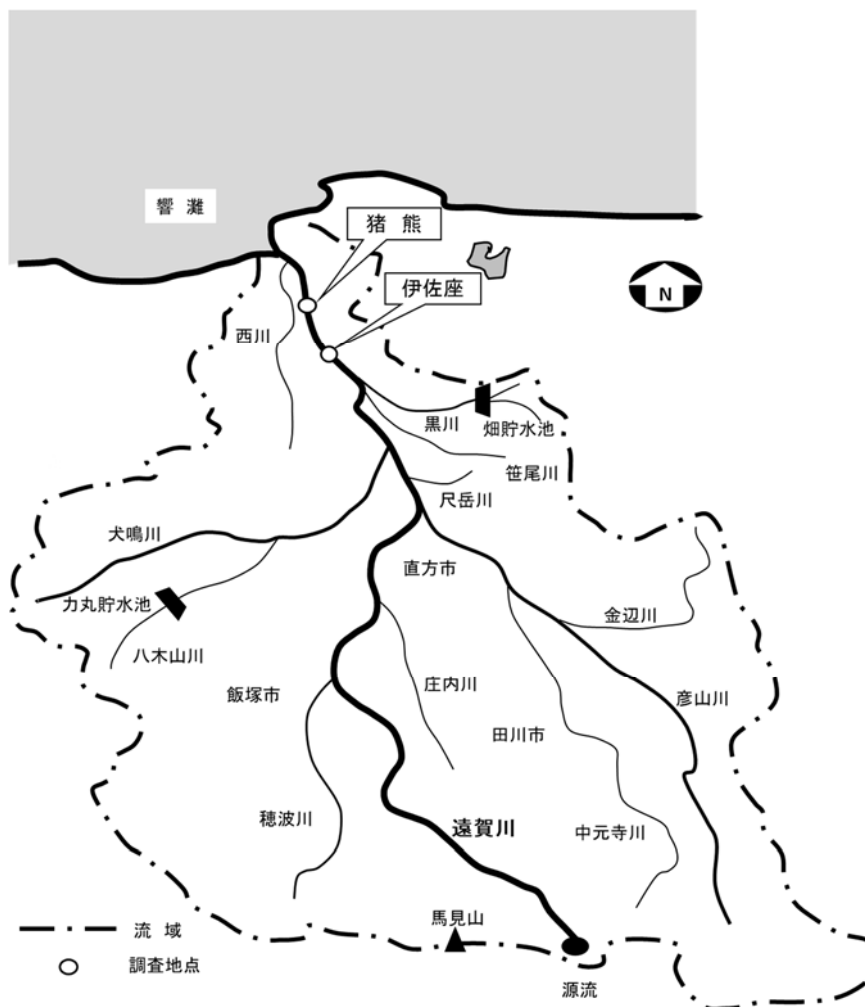 響灘
猪熊
伊佐座
N
西川
黒川
畑貯水池
笹尾川
尺岳川
犬鳴川
直方市
力丸貯水池
金辺川
八木山川
飯塚市
庄内川
彦山川
田川市
穂波川
遠賀川
中元寺川
馬見山
流域
調査地点
源流